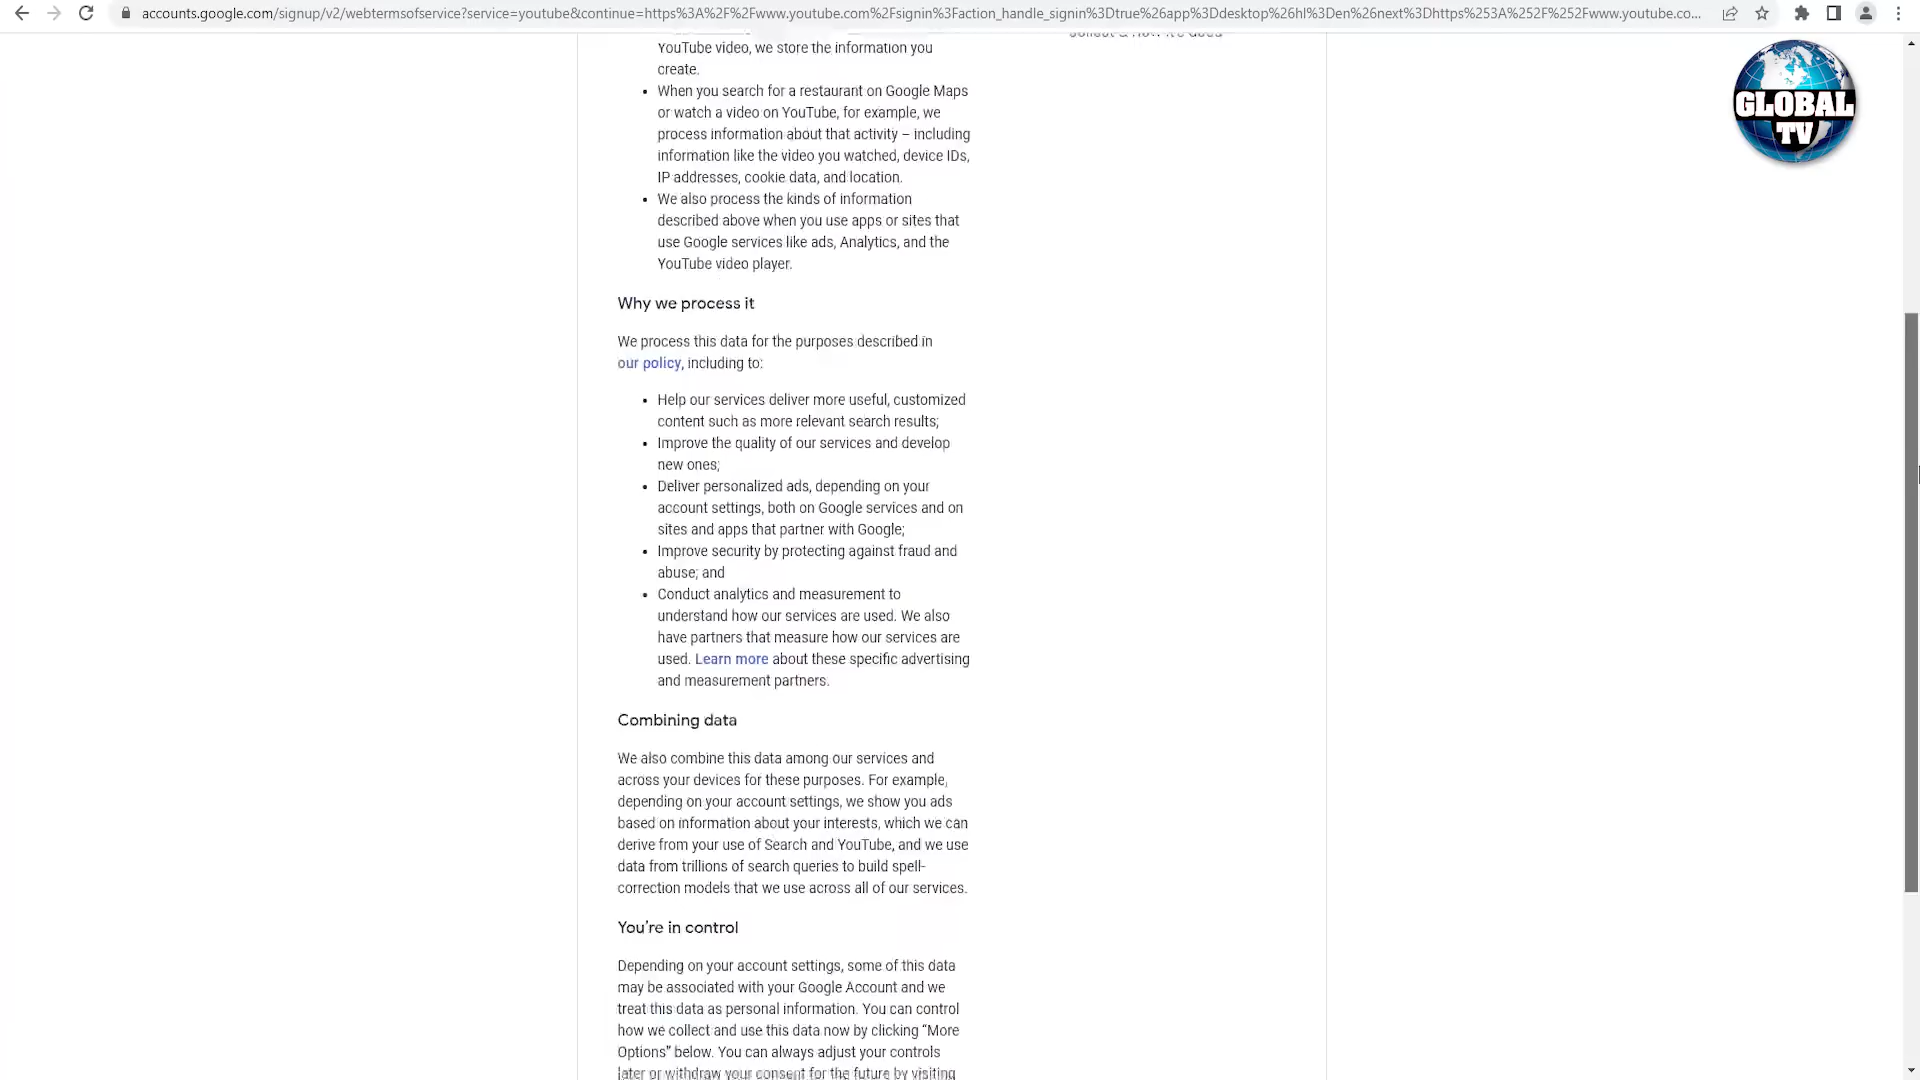 accounts.google.com/signup/v2/webtermsofservice?service=youtube&continue=https%3A%2F%2Fwww.youtube.com%2Fsignin%3Faction_handle_signin%3Dtrue%26app%3Ddesktop%26hl%3Den%26next%3Dhttps%253A%252F%252Fwww.youtube.co...
GLOBAL
TV
YouTube video, we store the information you
create.
• When you search for a restaurant on Google Maps
or watch a video on YouTube, for example, we
process information about that activity – including
information like the video you watched, device IDs,
IP addresses, cookie data, and location.
• We also process the kinds of information
described above when you use apps or sites that
use Google services like ads, Analytics, and the
YouTube video player.
Why we process it
We process this data for the purposes described in
our policy, including to:
• Help our services deliver more useful, customized
content such as more relevant search results;
• Improve the quality of our services and develop
new ones;
• Deliver personalized ads, depending on your
account settings, both on Google services and on
sites and apps that partner with Google;
• Improve security by protecting against fraud and
abuse; and
• Conduct analytics and measurement to
understand how our services are used. We also
have partners that measure how our services are
used. Learn more about these specific advertising
and measurement partners.
Combining data
We also combine this data among our services and
across your devices for these purposes. For example,
depending on your account settings, we show you ads
based on information about your interests, which we can
derive from your use of Search and YouTube, and we use
data from trillions of search queries to build spell-
correction models that we use across all of our services.
You're in control
Depending on your account settings, some of this data
may be associated with your Google Account and we
treat this data as personal information. You can control
how we collect and use this data now by clicking “More
Options” below. You can always adjust your controls
later or withdraw your consent for the future by visiting